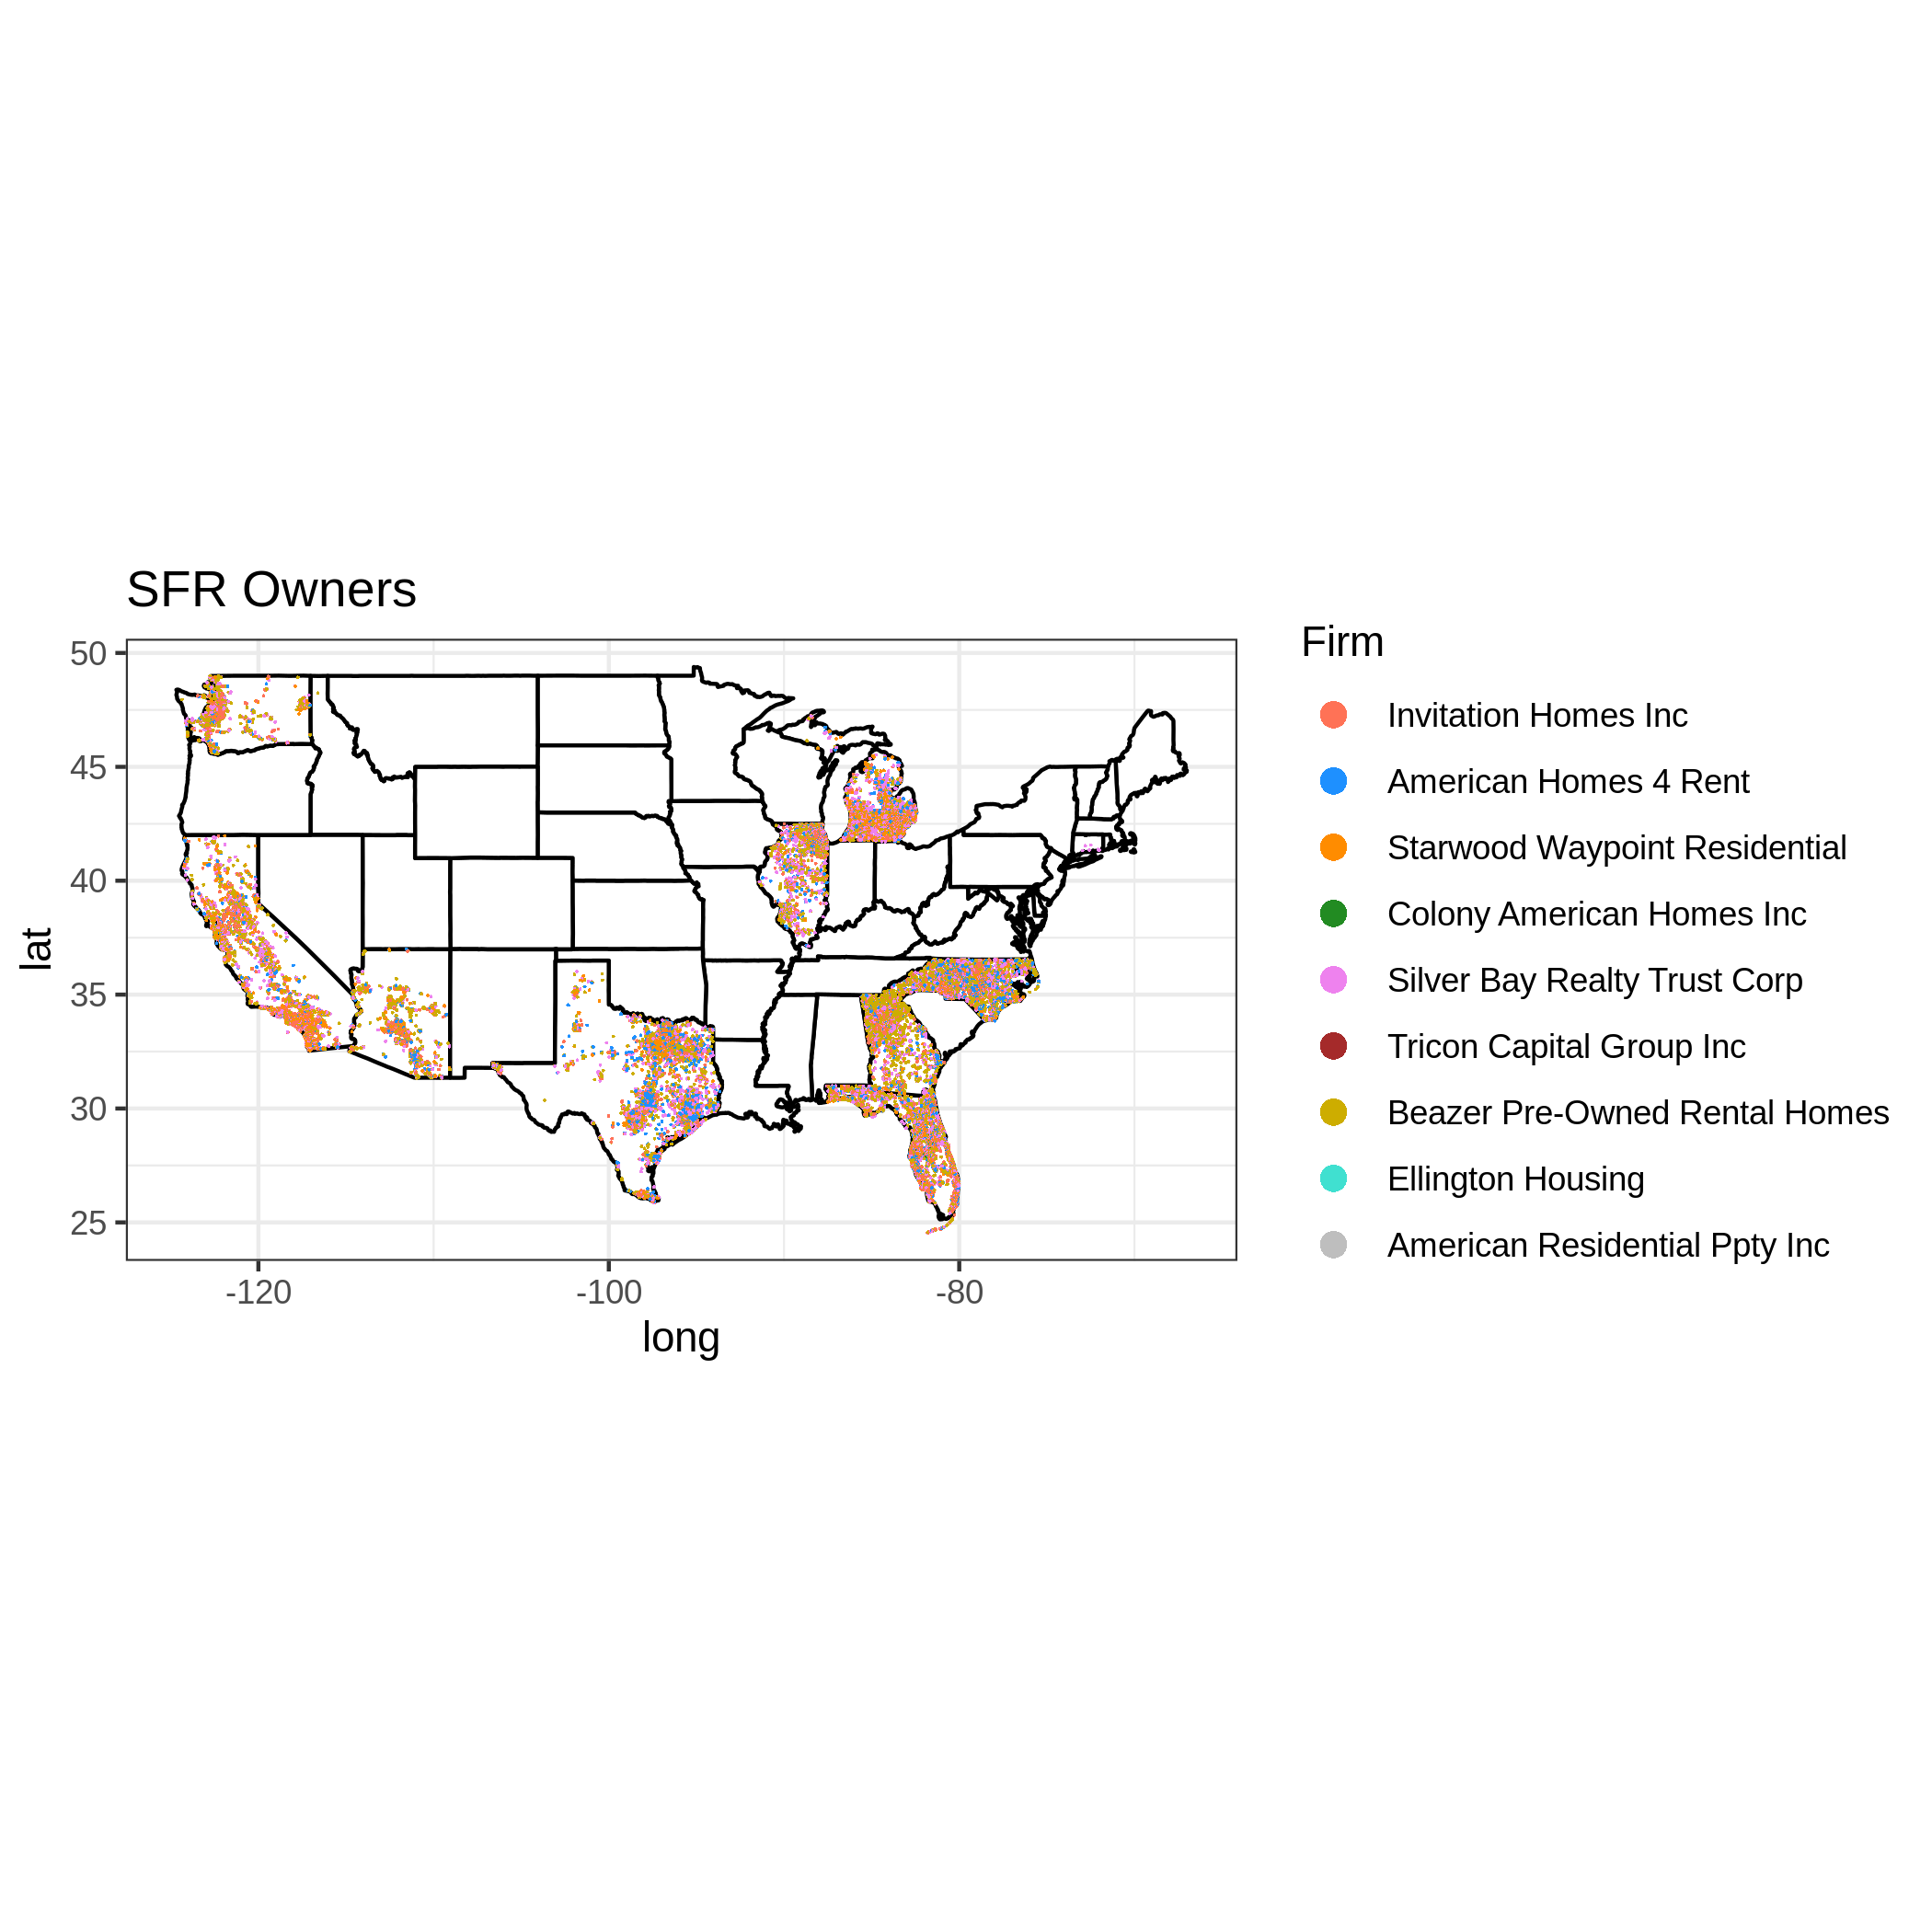 SFR Owners
50
45
40
35
30
25
lat
-120
-100
-80
long
Firm
Invitation Homes Inc
American Homes 4 Rent
Starwood Waypoint Residential
Colony American Homes Inc
Silver Bay Realty Trust Corp
Tricon Capital Group Inc
Beazer Pre-Owned Rental Homes
Ellington Housing
American Residential Ppty Inc